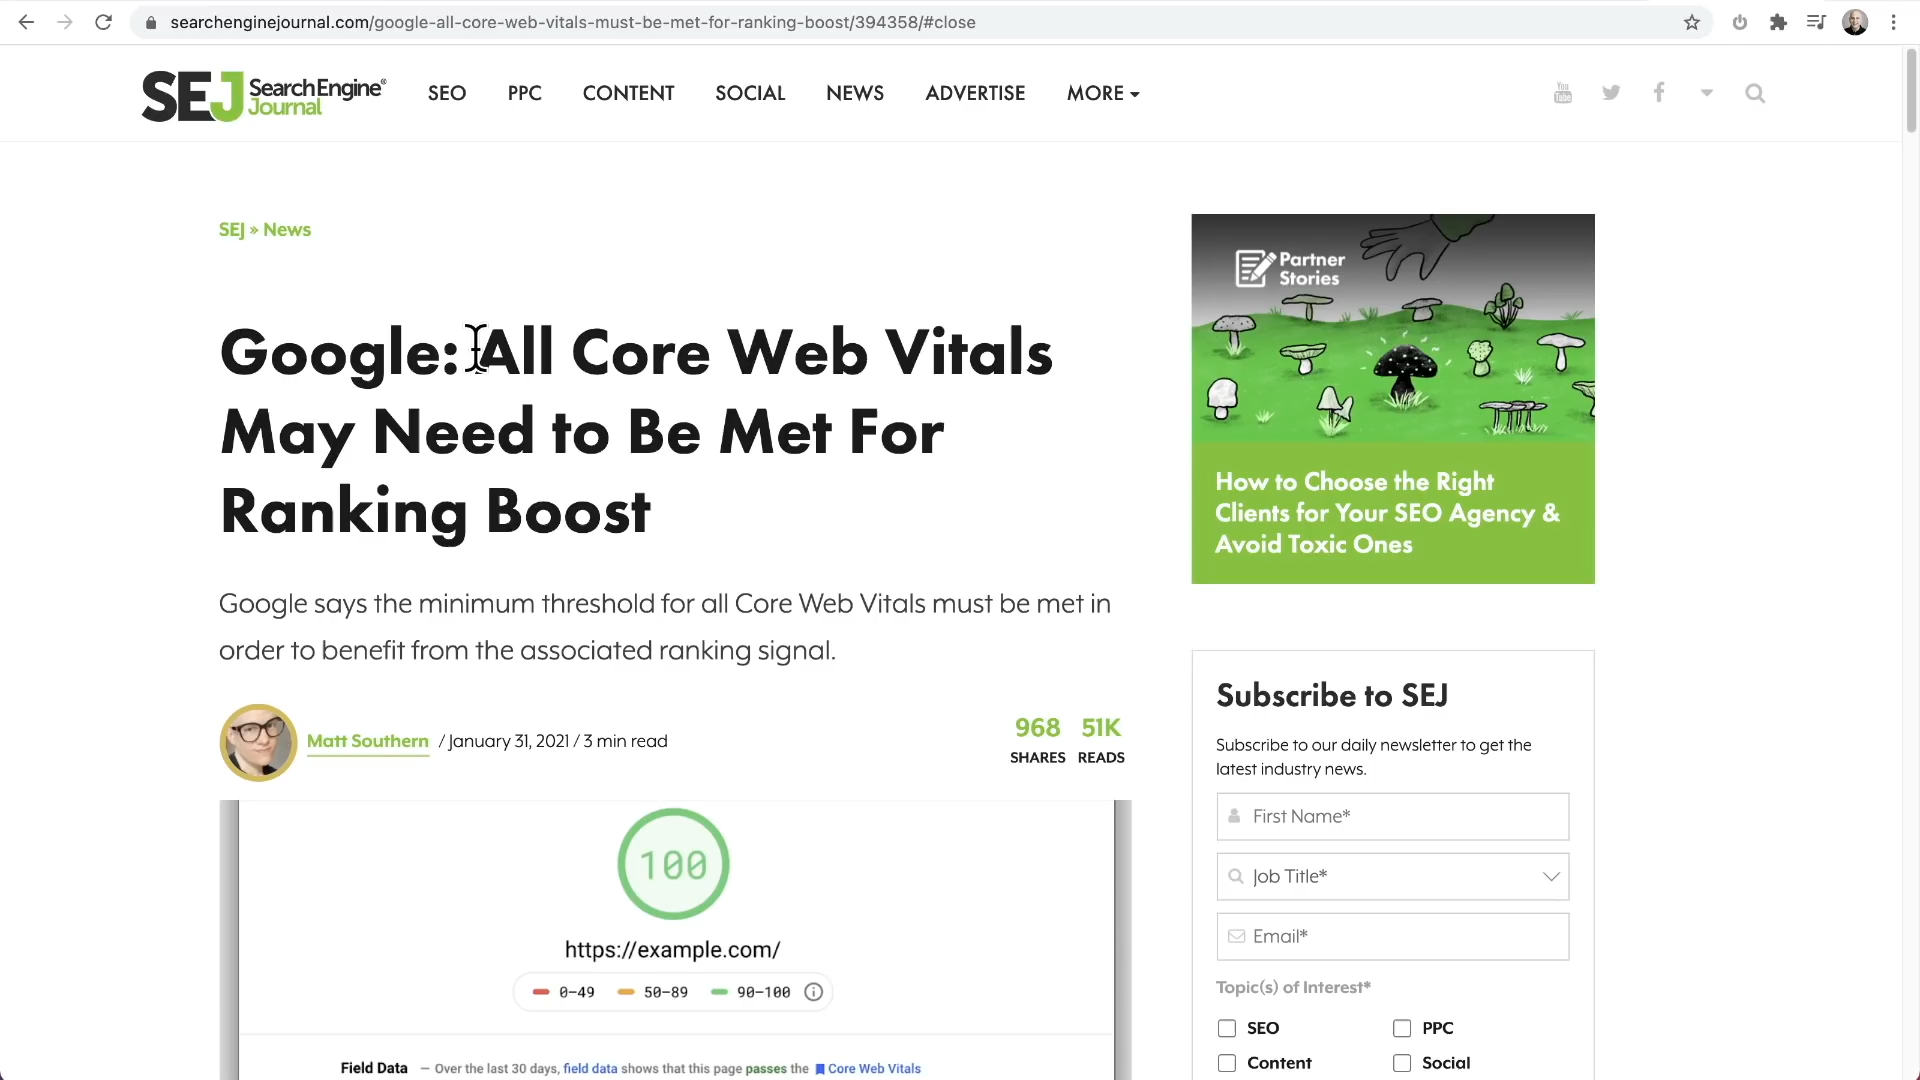 searchenginejournal.com/google-all-core-web-vitals-must-be-met-for-ranking-boost/394358/#close
SEJ Search Engine® Journal
SEO PPC CONTENT SOCIAL NEWS ADVERTISE MORE
You Tube
SEJ » News
Google: All Core Web Vitals
May Need to Be Met For
Ranking Boost
Google says the minimum threshold for all Core Web Vitals must be met in
order to benefit from the associated ranking signal.
Matt Southern / January 31, 2021 / 3 min read
968 51K
SHARES READS
100
https://example.com/
0–49 50–89 90–100
Field Data — Over the last 30 days, field data shows that this page passes the Core Web Vitals
Partner
Stories
How to Choose the Right
Clients for Your SEO Agency &
Avoid Toxic Ones
Subscribe to SEJ
Subscribe to our daily newsletter to get the
latest industry news.
First Name*
Job Title*
Email*
Topic(s) of Interest*
SEO PPC
Content Social